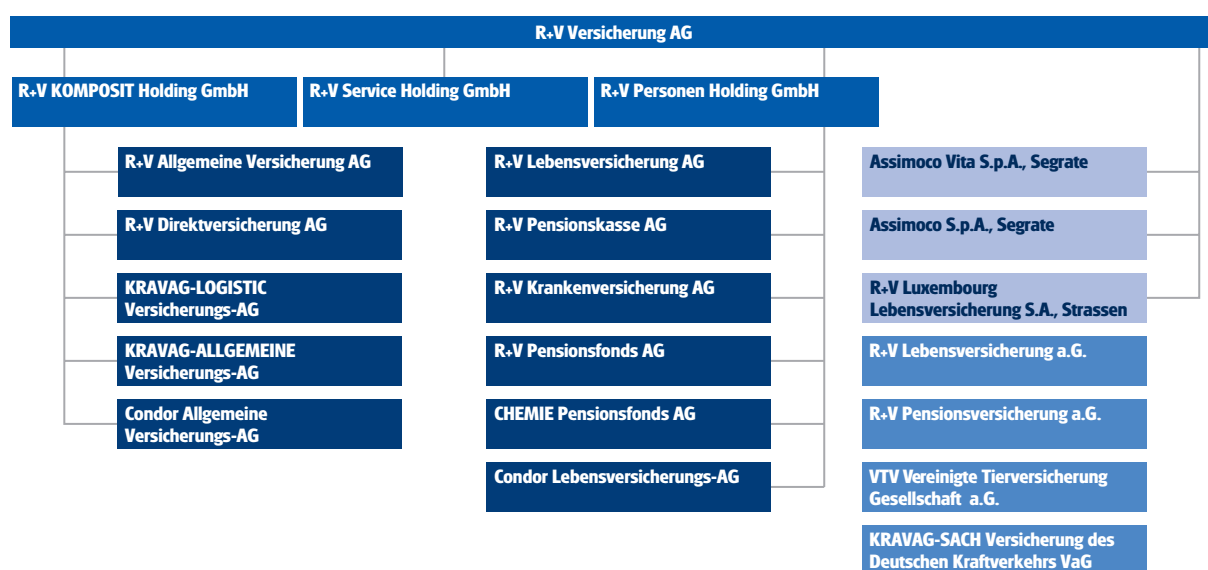 R+V Versicherung AG
R+V KOMPOSIT Holding GmbH
R+V Service Holding GmbH
R+V Personen Holding GmbH
R+V Allgemeine Versicherung AG
R+V Direktversicherung AG
KRAVAG-LOGISTIC
Versicherungs-AG
KRAVAG-ALLGEMEINE
Versicherungs-AG
Condor Allgemeine
Versicherungs-AG
R+V Lebensversicherung AG
R+V Pensionskasse AG
R+V Krankenversicherung AG
R+V Pensionsfonds AG
CHEMIE Pensionsfonds AG
Condor Lebensversicherungs-AG
Assimoco Vita S.p.A., Segrate
Assimoco S.p.A., Segrate
R+V Luxembourg
Lebensversicherung S.A., Strassen
R+V Lebensversicherung a.G.
R+V Pensionsversicherung a.G.
VTV Vereinigte Tierversicherung
Gesellschaft a.G.
KRAVAG-SACH Versicherung des
Deutschen Kraftverkehrs VaG